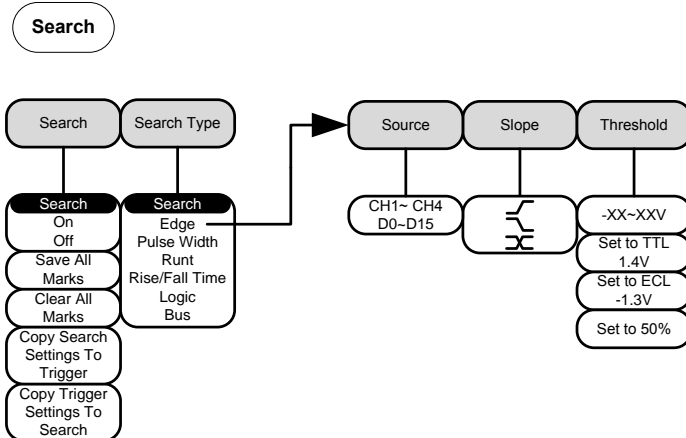 Search
Search
Search Type
Source
Slope
Threshold
Search
On
Off
Save All
Marks
Clear All
Marks
Copy Search
Settings To
Trigger
Copy Trigger
Settings To
Search
Search
Edge
Pulse Width
Runt
Rise/Fall Time
Logic
Bus
CH1~ CH4
D0~D15
-XX~XXV
Set to TTL
1.4V
Set to ECL
-1.3V
Set to 50%